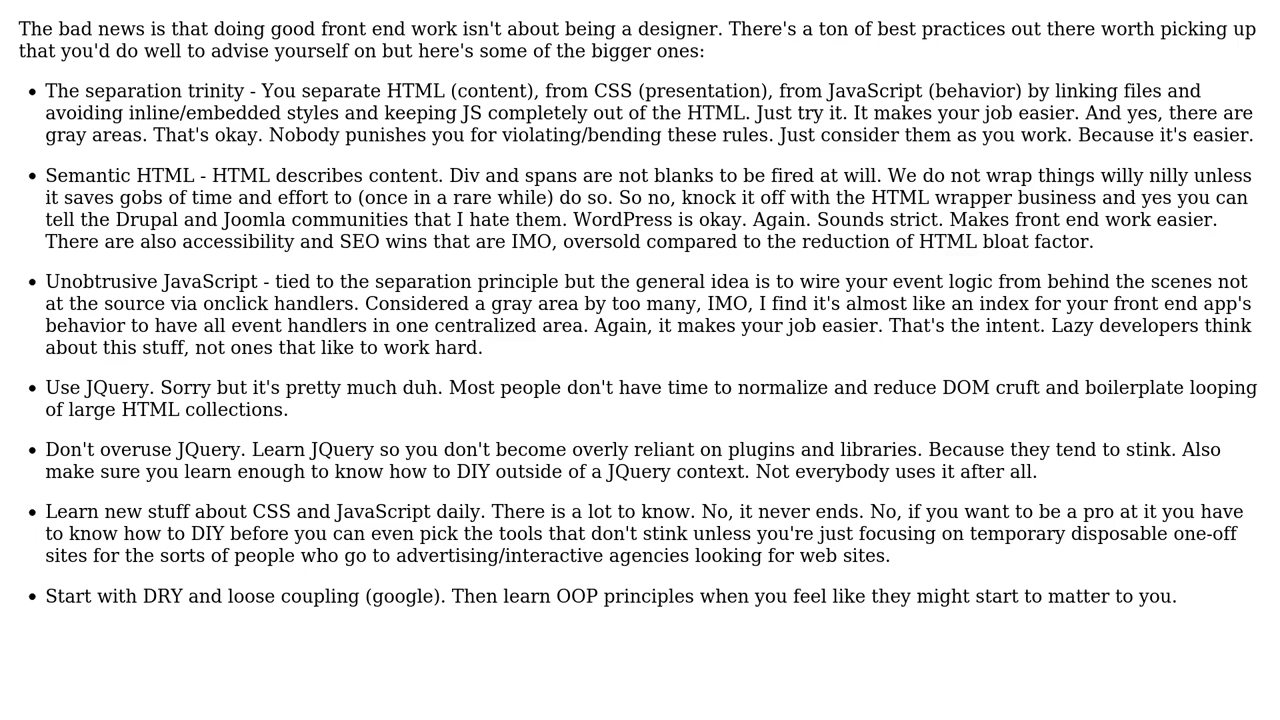 The bad news is that doing good front end work isn't about being a designer. There's a ton of best practices out there worth picking up
that you'd do well to advise yourself on but here's some of the bigger ones:
• The separation trinity - You separate HTML (content), from CSS (presentation), from JavaScript (behavior) by linking files and
avoiding inline/embedded styles and keeping JS completely out of the HTML. Just try it. It makes your job easier. And yes, there are
gray areas. That's okay. Nobody punishes you for violating/bending these rules. Just consider them as you work. Because it's easier.
• Semantic HTML - HTML describes content. Div and spans are not blanks to be fired at will. We do not wrap things willy nilly unless
it saves gobs of time and effort to (once in a rare while) do so. So no, knock it off with the HTML wrapper business and yes you can
tell the Drupal and Joomla communities that I hate them. WordPress is okay. Again. Sounds strict. Makes front end work easier.
There are also accessibility and SEO wins that are IMO, oversold compared to the reduction of HTML bloat factor.
• Unobtrusive JavaScript - tied to the separation principle but the general idea is to wire your event logic from behind the scenes not
at the source via onclick handlers. Considered a gray area by too many, IMO, I find it's almost like an index for your front end app's
behavior to have all event handlers in one centralized area. Again, it makes your job easier. That's the intent. Lazy developers think
about this stuff, not ones that like to work hard.
• Use JQuery. Sorry but it's pretty much duh. Most people don't have time to normalize and reduce DOM cruft and boilerplate looping
of large HTML collections.
• Don't overuse JQuery. Learn JQuery so you don't become overly reliant on plugins and libraries. Because they tend to stink. Also
make sure you learn enough to know how to DIY outside of a JQuery context. Not everybody uses it after all.
• Learn new stuff about CSS and JavaScript daily. There is a lot to know. No, it never ends. No, if you want to be a pro at it you have
to know how to DIY before you can even pick the tools that don't stink unless you're just focusing on temporary disposable one-off
sites for the sorts of people who go to advertising/interactive agencies looking for web sites.
• Start with DRY and loose coupling (google). Then learn OOP principles when you feel like they might start to matter to you.